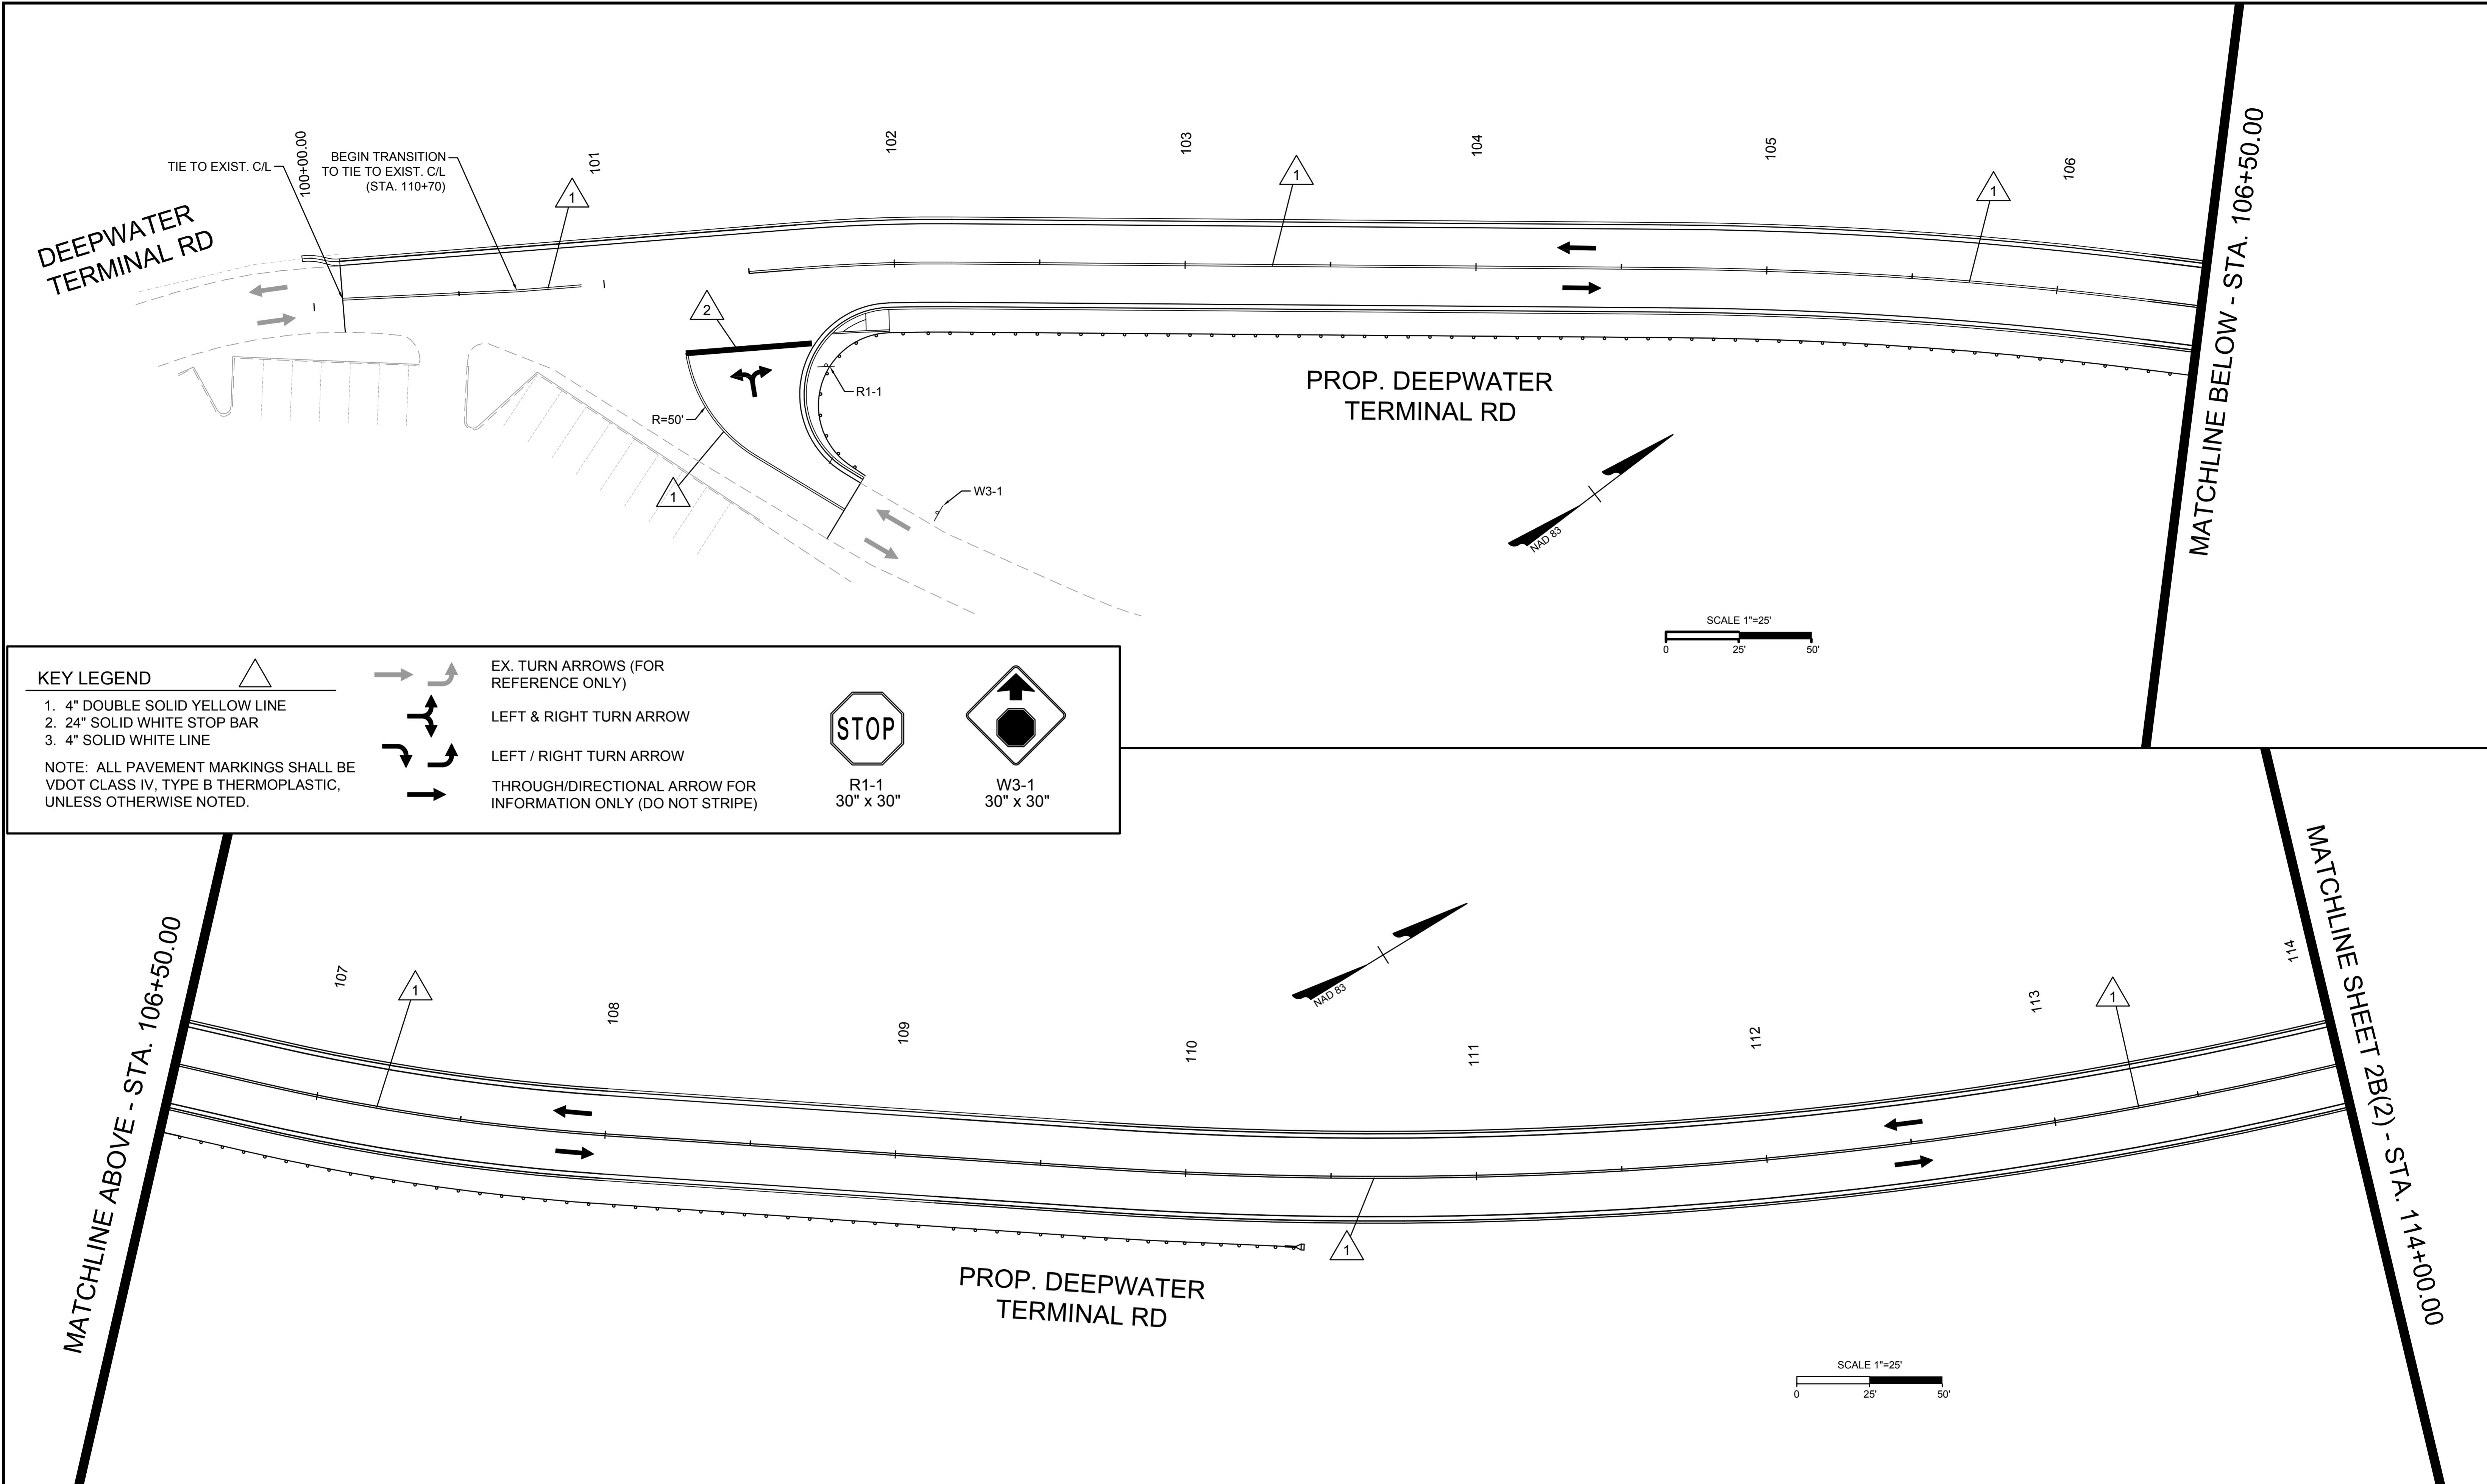 DEEPWATER
TERMINAL RD
TIE TO EXIST. C/L
100+00.00
BEGIN TRANSITION
TO TIE TO EXIST. C/L
(STA. 110+70)
1
101
102
103
1
104
105
1
106
MATCHLINE BELOW - STA. 106+50.00
2
R1-1
R=50'
1
W3-1
PROP. DEEPWATER
TERMINAL RD
NAD 83
SCALE 1"=25'
0 25' 50'
KEY LEGEND
1. 4" DOUBLE SOLID YELLOW LINE
2. 24" SOLID WHITE STOP BAR
3. 4" SOLID WHITE LINE
NOTE: ALL PAVEMENT MARKINGS SHALL BE
VDOT CLASS IV, TYPE B THERMOPLASTIC,
UNLESS OTHERWISE NOTED.
EX. TURN ARROWS (FOR
REFERENCE ONLY)
LEFT & RIGHT TURN ARROW
LEFT / RIGHT TURN ARROW
THROUGH/DIRECTIONAL ARROW FOR
INFORMATION ONLY (DO NOT STRIPE)
STOP
R1-1
30" x 30"
W3-1
30" x 30"
MATCHLINE ABOVE - STA. 106+50.00
107
1
108
109
110
111
112
113
1
114
MATCHLINE SHEET 2B(2) - STA. 114+00.00
NAD 83
1
PROP. DEEPWATER
TERMINAL RD
SCALE 1"=25'
0 25' 50'